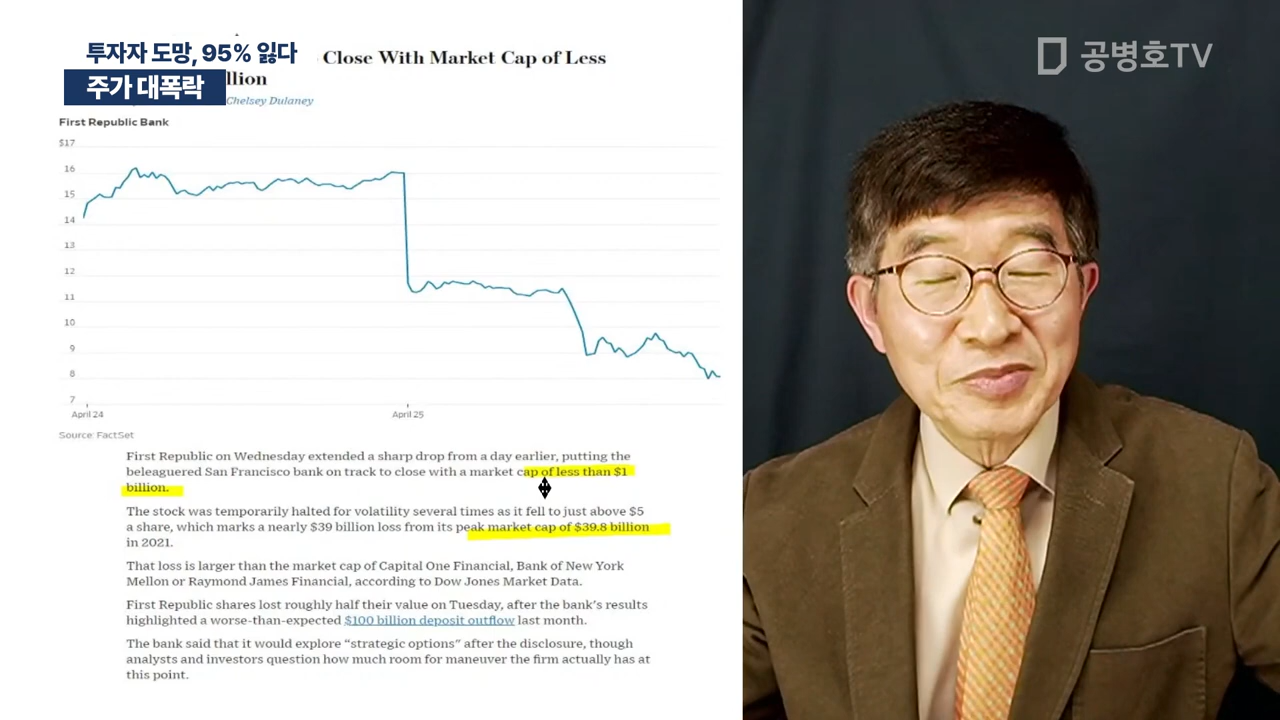 투자자 도망, 95% 잃다
주가 대폭락
Close With Market Cap of Less
llion
Chelsey Dulaney
공병호TV
First Republic Bank
$17
16
15
14
13
12
11
10
9
8
7
April 24
April 25
Source: FactSet
First Republic on Wednesday extended a sharp drop from a day earlier, putting the
beleaguered San Francisco bank on track to close with a market cap of less than $1
billion.
The stock was temporarily halted for volatility several times as it fell to just above $5
a share, which marks a nearly $39 billion loss from its peak market cap of $39.8 billion
in 2021.
That loss is larger than the market cap of Capital One Financial, Bank of New York
Mellon or Raymond James Financial, according to Dow Jones Market Data.
First Republic shares lost roughly half their value on Tuesday, after the bank's results
highlighted a worse-than-expected $100 billion deposit outflow last month.
The bank said that it would explore “strategic options” after the disclosure, though
analysts and investors question how much room for maneuver the firm actually has at
this point.